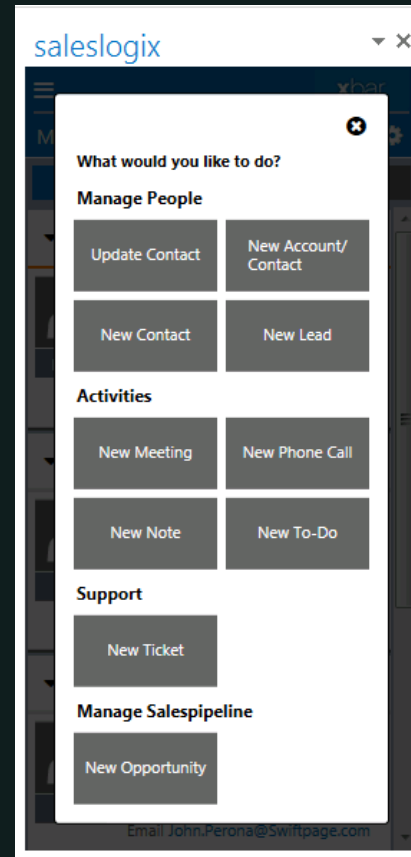 saleslogix
xbar
M
What would you like to do?
Manage People
Update Contact
New Account/
Contact
New Contact
New Lead
Activities
New Meeting
New Phone Call
New Note
New To-Do
Support
New Ticket
Manage Salespipeline
New Opportunity
Email John.Perona@Swiftpage.com